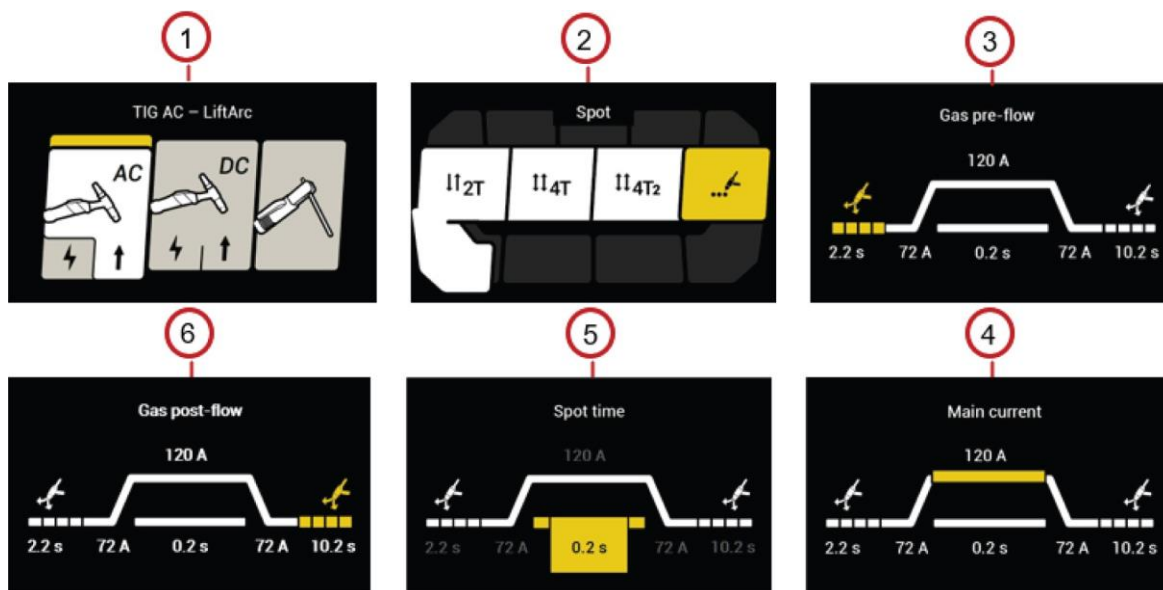 1
2
3
TIG AC – LiftArc
AC
DC
Spot
2T
4T
4T2
Gas pre-flow
120 A
2.2 s 72 A 0.2 s 72 A 10.2 s
6
5
4
Gas post-flow
120 A
2.2 s 72 A 0.2 s 72 A 10.2 s
Spot time
120 A
2.2 s 72 A 0.2 s 72 A 10.2 s
Main current
120 A
2.2 s 72 A 0.2 s 72 A 10.2 s